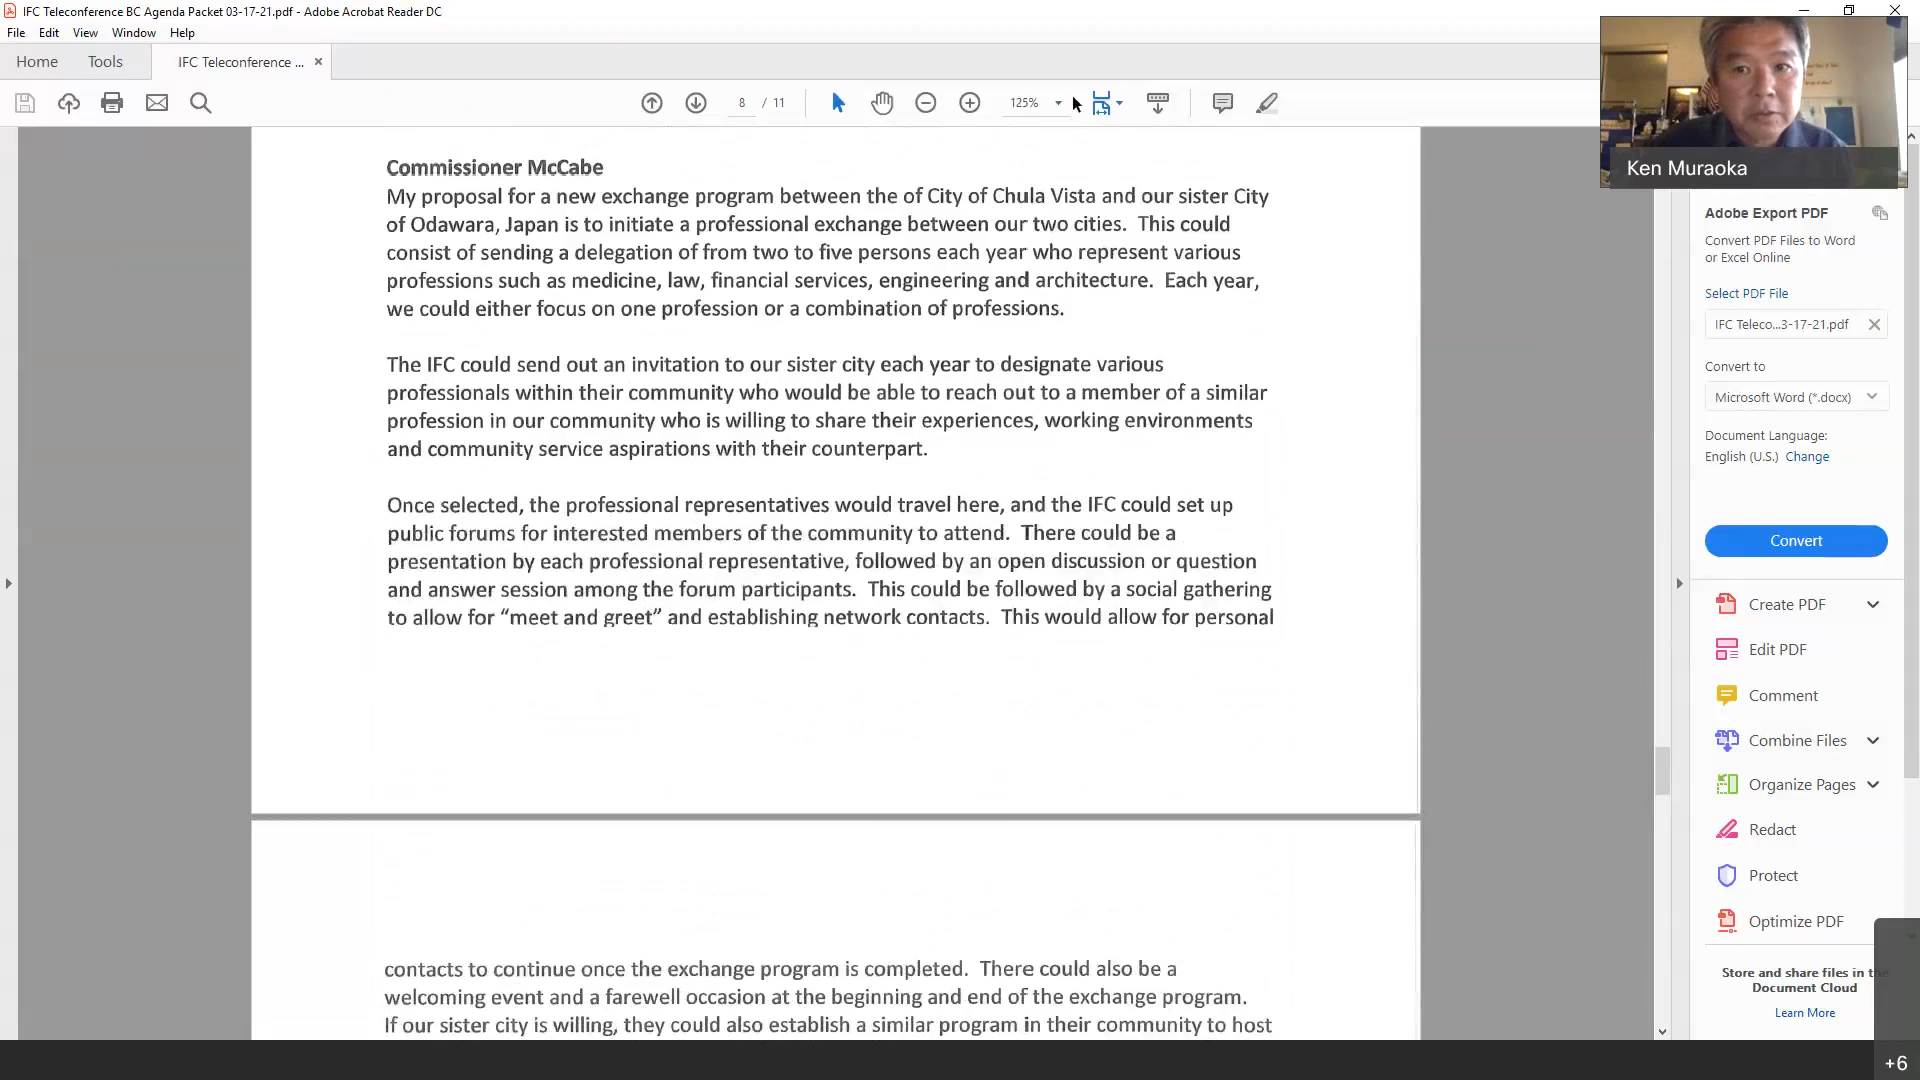 IFC Teleconference BC Agenda Packet 03-17-21.pdf - Adobe Acrobat Reader DC
File Edit View Window Help
Home Tools IFC Teleconference ... ×
8 / 11 125%
Ken Muraoka
Commissioner McCabe
My proposal for a new exchange program between the of City of Chula Vista and our sister City
of Odawara, Japan is to initiate a professional exchange between our two cities. This could
consist of sending a delegation of from two to five persons each year who represent various
professions such as medicine, law, financial services, engineering and architecture. Each year,
we could either focus on one profession or a combination of professions.
The IFC could send out an invitation to our sister city each year to designate various
professionals within their community who would be able to reach out to a member of a similar
profession in our community who is willing to share their experiences, working environments
and community service aspirations with their counterpart.
Once selected, the professional representatives would travel here, and the IFC could set up
public forums for interested members of the community to attend. There could be a
presentation by each professional representative, followed by an open discussion or question
and answer session among the forum participants. This could be followed by a social gathering
to allow for “meet and greet” and establishing network contacts. This would allow for personal
contacts to continue once the exchange program is completed. There could also be a
welcoming event and a farewell occasion at the beginning and end of the exchange program.
If our sister city is willing, they could also establish a similar program in their community to host
Adobe Export PDF
Convert PDF Files to Word
or Excel Online
Select PDF File
IFC Teleco...3-17-21.pdf
Convert to
Microsoft Word (*.docx)
Document Language:
English (U.S.) Change
Convert
Create PDF
Edit PDF
Comment
Combine Files
Organize Pages
Redact
Protect
Optimize PDF
Store and share files in the
Document Cloud
Learn More
+6